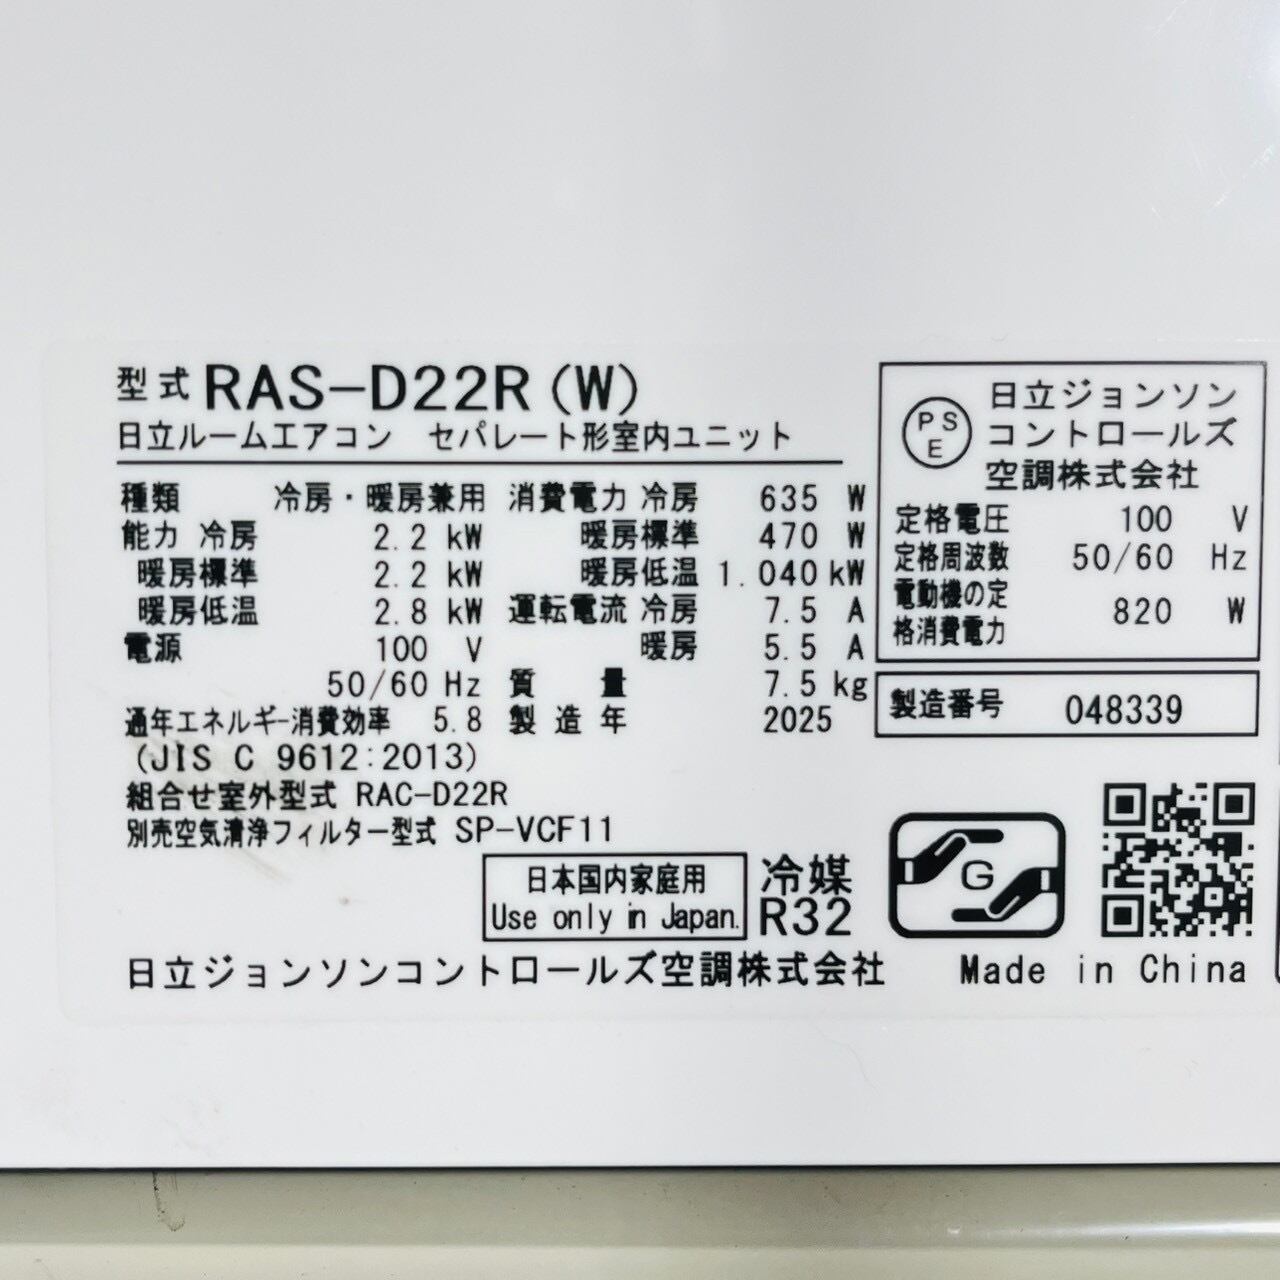 型式 RAS-D22R(W)
日立ルームエアコン セパレート形室内ユニット
種類 冷房・暖房兼用
能力 冷房 2.2 kW
暖房標準 2.2 kW
暖房低温 2.8 kW
電源 100 V
50/60 Hz
通年エネルギー消費効率 5.8
(JIS C 9612:2013)
消費電力 冷房 635 W
暖房標準 470 W
暖房低温 1.040 kW
運転電流 冷房 7.5 A
暖房 5.5 A
質量 7.5 kg
製造年 2025
組合せ室外型式 RAC-D22R
別売空気清浄フィルター型式 SP-VCF11
日本国内家庭用
Use only in Japan.
冷媒
R32
日立ジョンソンコントロールズ空調株式会社
PS
E
日立ジョンソン
コントロールズ
空調株式会社
定格電圧 100 V
定格周波数 50/60 Hz
電動機の定
格消費電力 820 W
製造番号 048339
G
Made in China